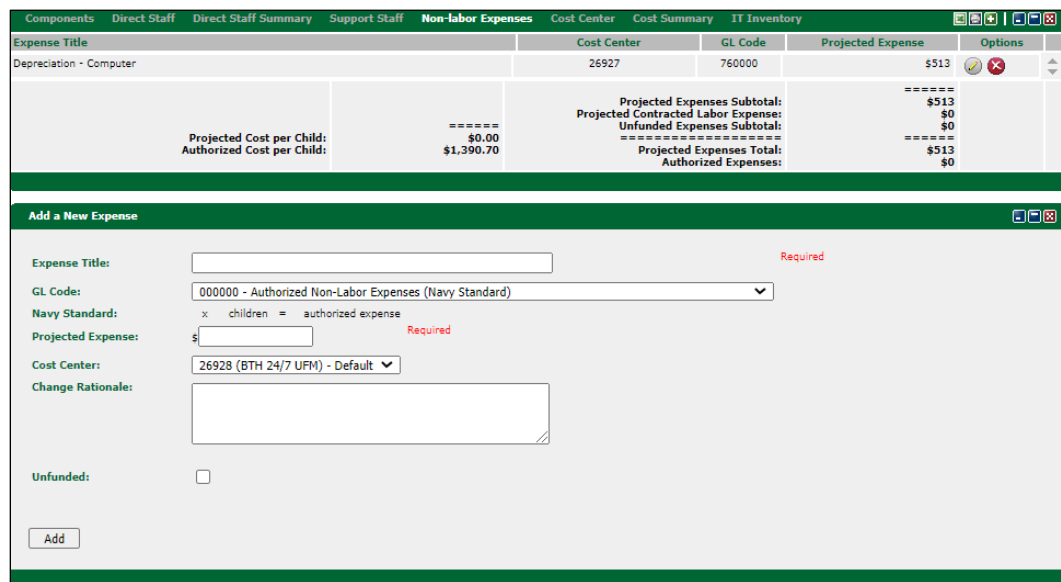 Components Direct Staff Direct Staff Summary Support Staff Non-labor Expenses Cost Center Cost Summary IT Inventory
Expense Title Cost Center GL Code Projected Expense Options
Depreciation - Computer 26927 760000 $513
======
Projected Expenses Subtotal: $513
Projected Contracted Labor Expense: $0
====== Unfunded Expenses Subtotal: $0
Projected Cost per Child: $0.00 =================== ======
Authorized Cost per Child: $1,390.70 Projected Expenses Total: $513
Authorized Expenses: $0
Add a New Expense
Expense Title: Required
GL Code: 000000 - Authorized Non-Labor Expenses (Navy Standard)
Navy Standard: x children = authorized expense
Projected Expense: $ Required
Cost Center: 26928 (BTH 24/7 UFM) - Default
Change Rationale:
Unfunded:
Add